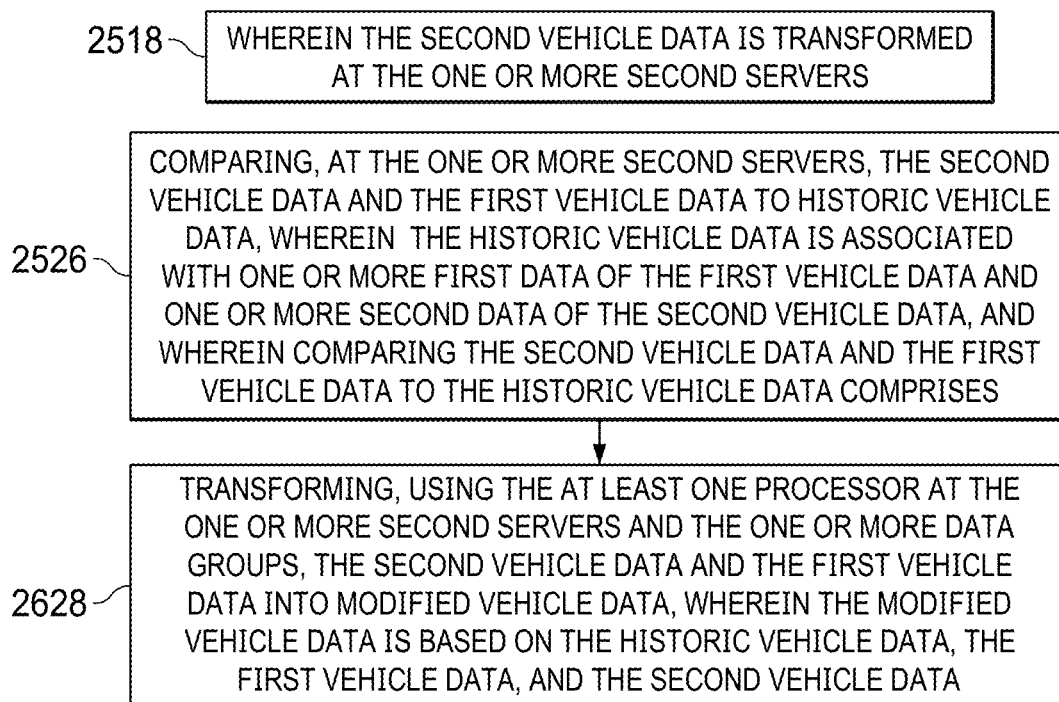 2518
WHEREIN THE SECOND VEHICLE DATA IS TRANSFORMED
AT THE ONE OR MORE SECOND SERVERS
2526
COMPARING, AT THE ONE OR MORE SECOND SERVERS, THE SECOND
VEHICLE DATA AND THE FIRST VEHICLE DATA TO HISTORIC VEHICLE
DATA, WHEREIN THE HISTORIC VEHICLE DATA IS ASSOCIATED
WITH ONE OR MORE FIRST DATA OF THE FIRST VEHICLE DATA AND
ONE OR MORE SECOND DATA OF THE SECOND VEHICLE DATA, AND
WHEREIN COMPARING THE SECOND VEHICLE DATA AND THE FIRST
VEHICLE DATA TO THE HISTORIC VEHICLE DATA COMPRISES
2628
TRANSFORMING, USING THE AT LEAST ONE PROCESSOR AT THE
ONE OR MORE SECOND SERVERS AND THE ONE OR MORE DATA
GROUPS, THE SECOND VEHICLE DATA AND THE FIRST VEHICLE
DATA INTO MODIFIED VEHICLE DATA, WHEREIN THE MODIFIED
VEHICLE DATA IS BASED ON THE HISTORIC VEHICLE DATA, THE
FIRST VEHICLE DATA, AND THE SECOND VEHICLE DATA